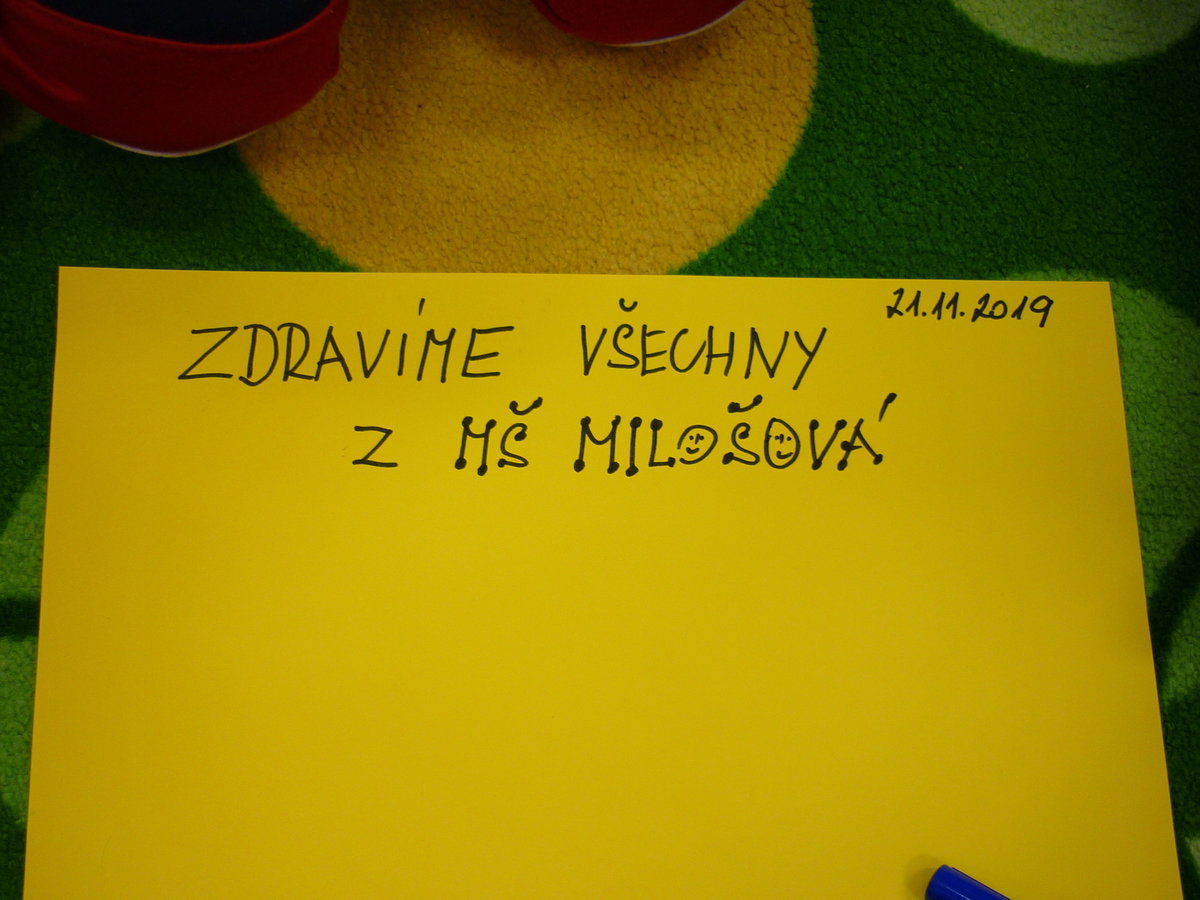 21.11.2019
ZDRAVÍME VŠECHNY
Z MŠ MILOŠOVÁ